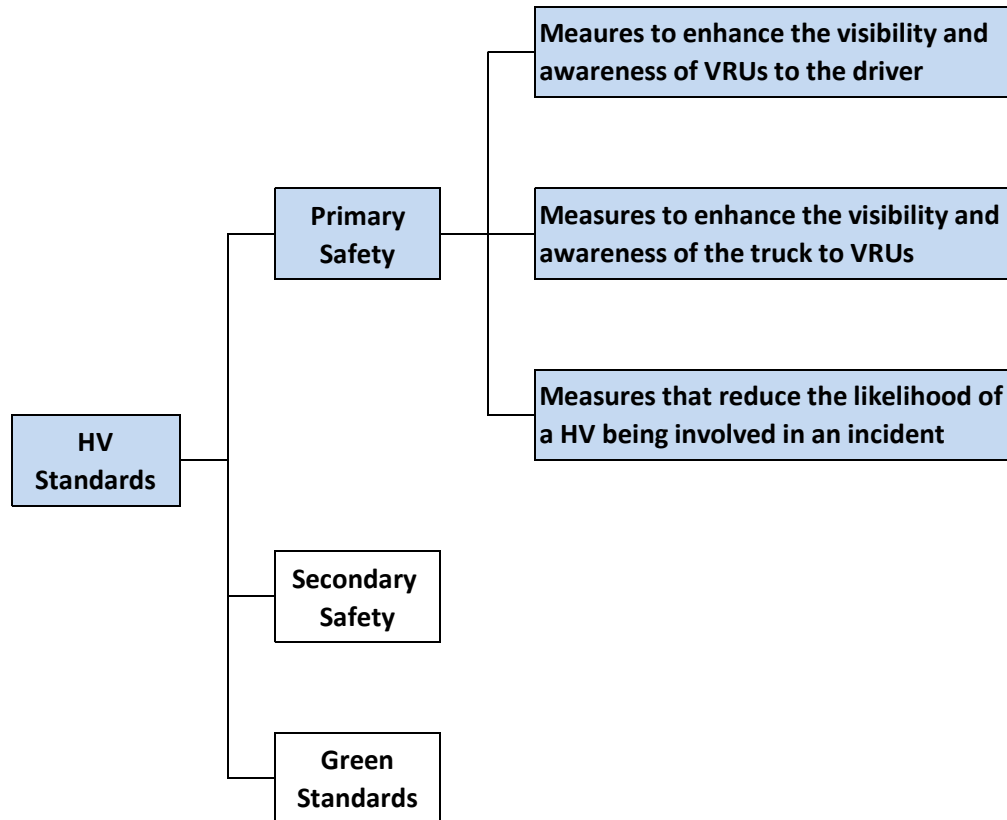 Meaures to enhance the visibility and
awareness of VRUs to the driver
Primary
Safety
Measures to enhance the visibility and
awareness of the truck to VRUs
Measures that reduce the likelihood of
a HV being involved in an incident
HV
Standards
Secondary
Safety
Green
Standards